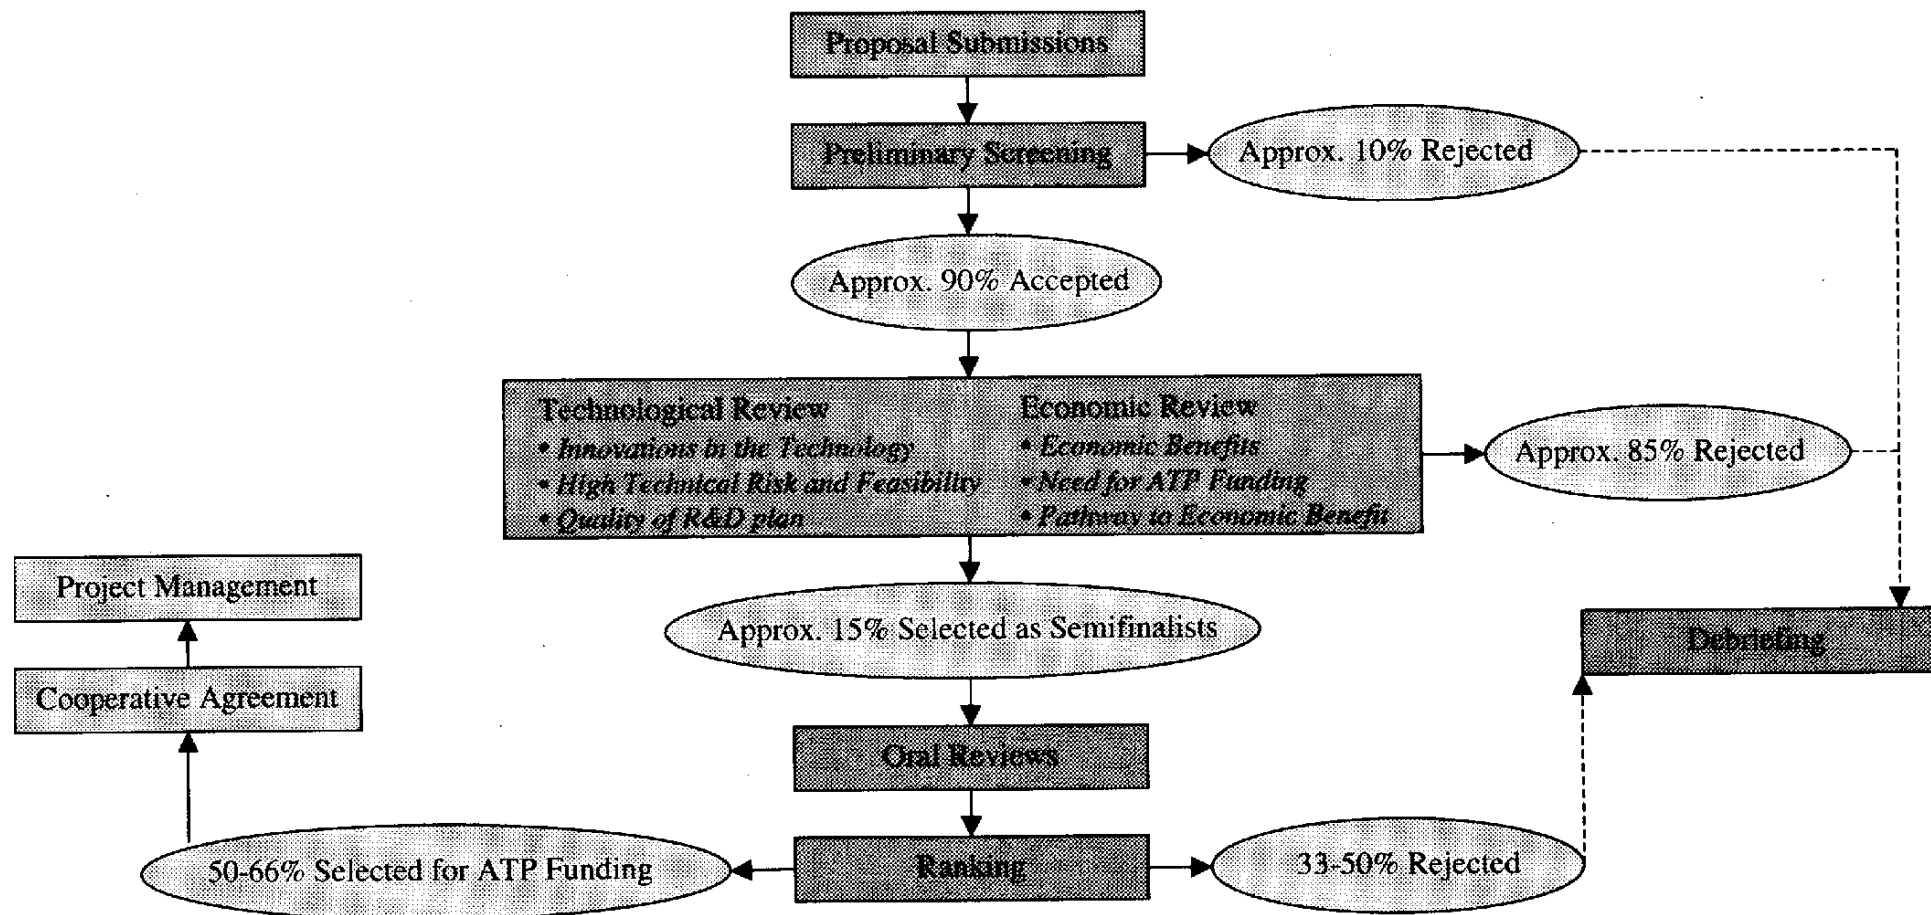 Proposal Submissions
Preliminary Screening
Approx. 10% Rejected
Approx. 90% Accepted
Technological Review
• Innovations in the Technology
• High Technical Risk and Feasibility
• Quality of R&D plan
Economic Review
• Economic Benefits
• Need for ATP Funding
• Pathway to Economic Benefit
Approx. 85% Rejected
Approx. 15% Selected as Semifinalists
Project Management
Cooperative Agreement
Debriefing
Oral Reviews
Ranking
50-66% Selected for ATP Funding
33-50% Rejected